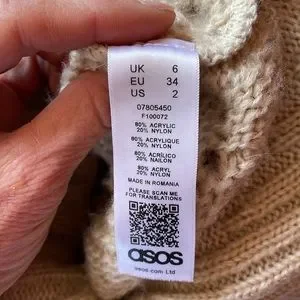 UK 6
EU 34
US 2
07805450
F100072
80% ACRYLIC
20% NYLON
80% ACRYLIQUE
20% NYLON
80% ACRÍLICO
20% NAILON
80% ACRYL
20% NYLON
MADE IN ROMANIA
PLEASE SCAN ME
FOR TRANSLATIONS
asos
asos.com Ltd